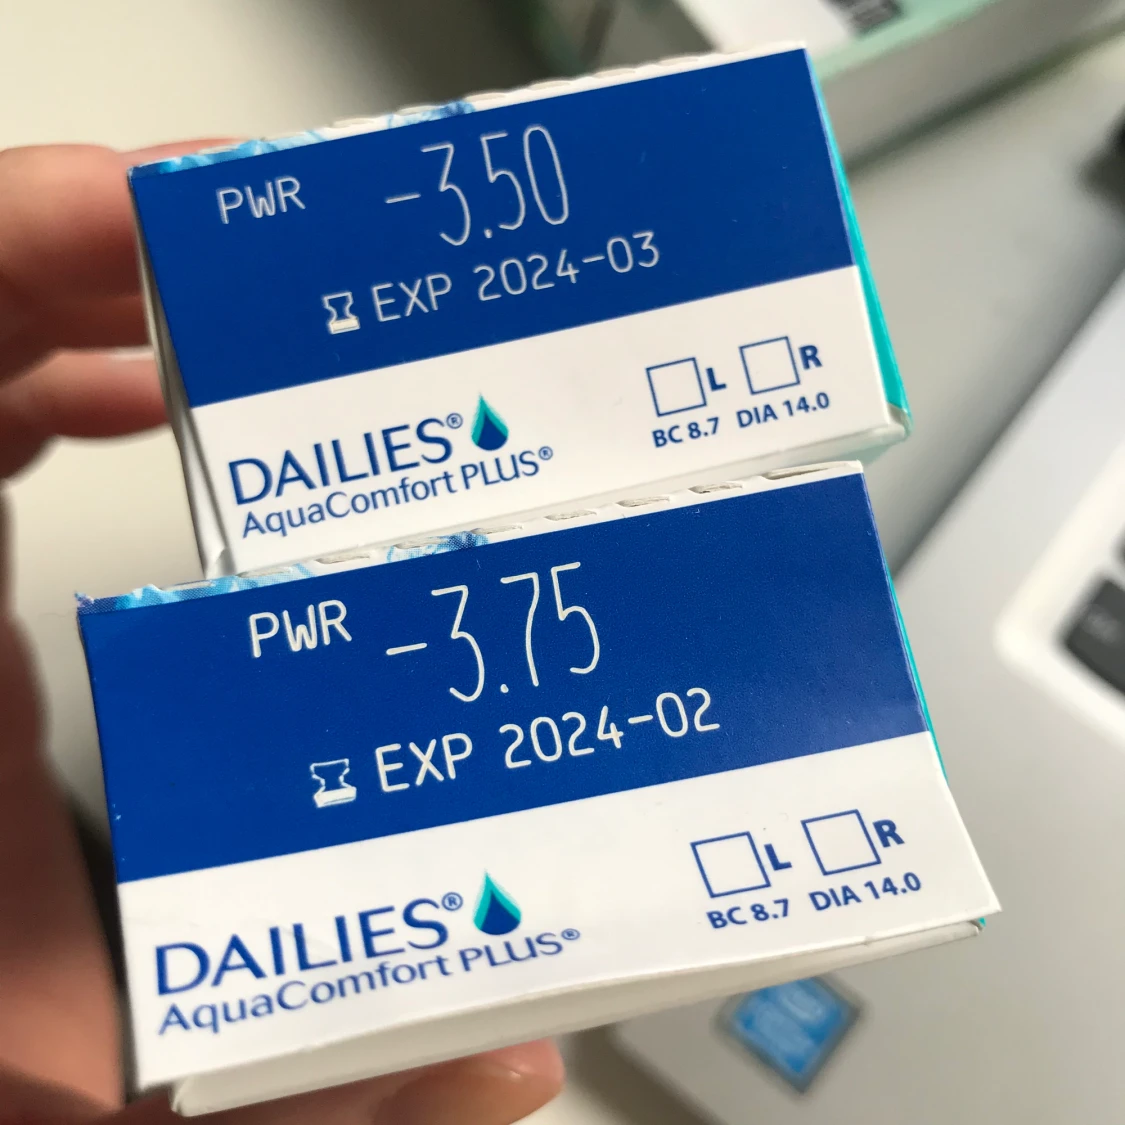 PWR -3.50
EXP 2024-03
L R
BC 8.7 DIA 14.0
DAILIES®
AquaComfort PLUS®
PWR -3.75
EXP 2024-02
L R
BC 8.7 DIA 14.0
DAILIES®
AquaComfort PLUS®